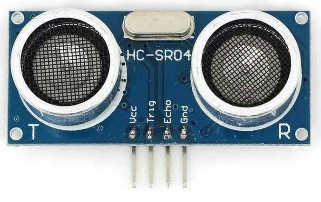 HC-SR04
T
Vcc
Trig
Echo
Gnd
R